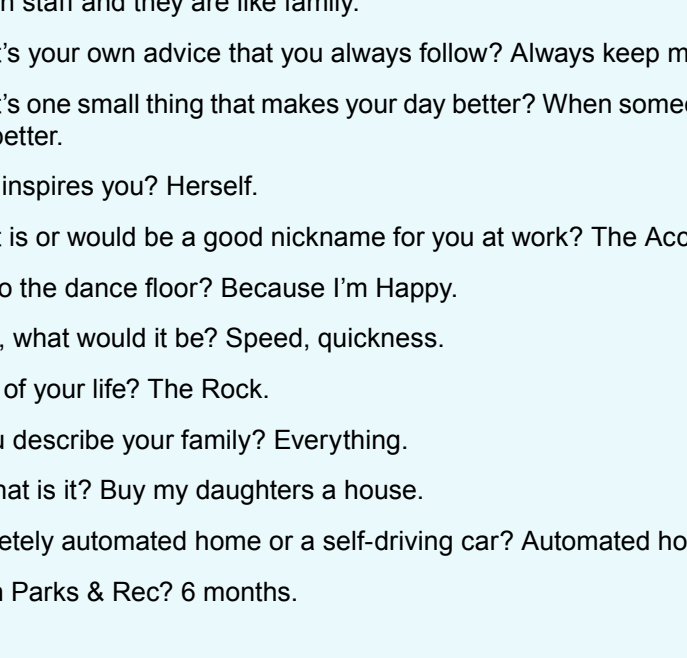 n staff and they are like family.
t's your own advice that you always follow? Always keep m
t's one small thing that makes your day better? When some
better.
inspires you? Herself.
t is or would be a good nickname for you at work? The Acc
o the dance floor? Because I'm Happy.
, what would it be? Speed, quickness.
of your life? The Rock.
u describe your family? Everything.
hat is it? Buy my daughters a house.
etely automated home or a self-driving car? Automated ho
n Parks & Rec? 6 months.